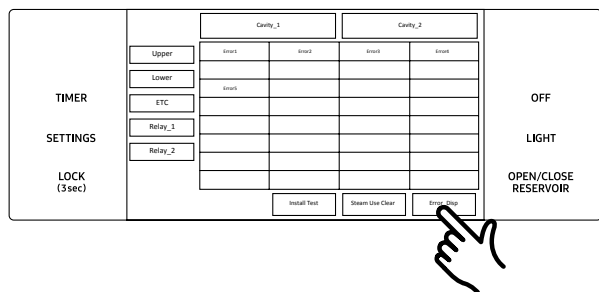 Cavity_1 Cavity_2
Upper Error1 Error2 Error3 Error4
Lower
Error5
TIMER
ETC
OFF
Relay_1
SETTINGS
LIGHT
Relay_2
LOCK
(3sec)
OPEN/CLOSE
RESERVOIR
Install Test Steam Use Clear Error_Disp